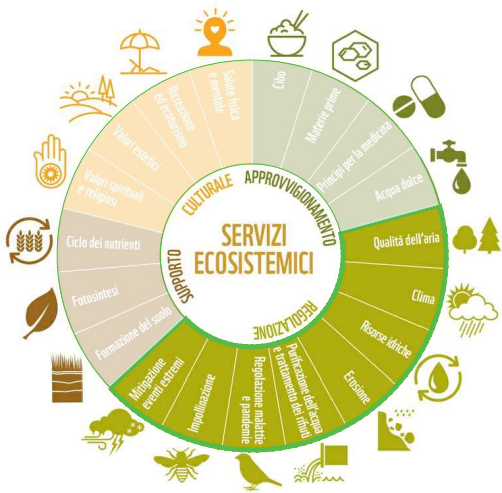 SERVIZI
ECOSISTEMICI
APPROVVIGIONAMENTO
Cibo
Materie prime
Principi per la medicina
Acqua dolce
REGOLAZIONE
Qualità dell'aria
Clima
Risorse idriche
Erosione
Purificazione dell'acqua
e trattamento dei rifiuti
Regolazione malattie
e pandemie
Impollinazione
Mitigazione
eventi estremi
SUPPORTO
Formazione del suolo
Fotosintesi
Ciclo dei nutrienti
CULTURALE
Valori spirituali
e religiosi
Valori estetici
Ricreazione
ed ecoturismo
Salute fisica
e mentale